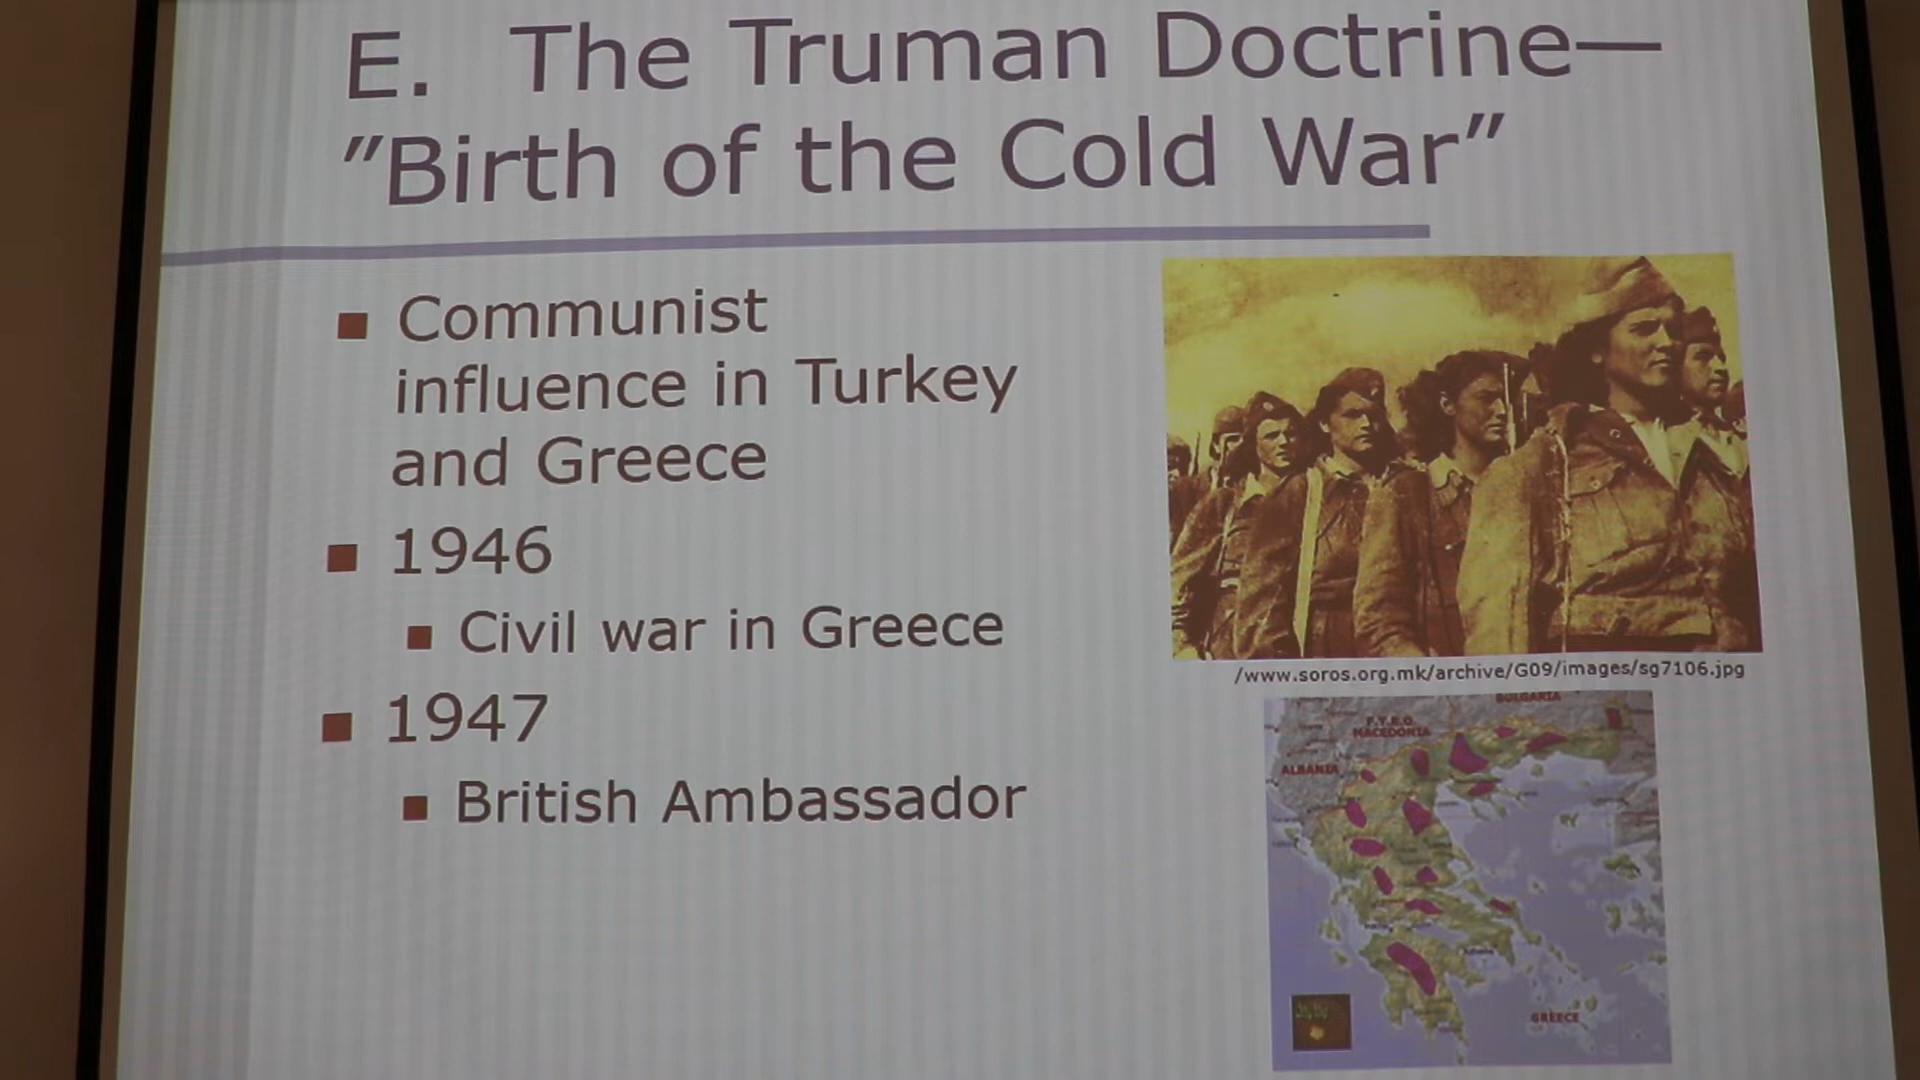 E. The Truman Doctrine—
”Birth of the Cold War”
Communist
influence in Turkey
and Greece
1946
Civil war in Greece
1947
British Ambassador
/www.soros.org.mk/archive/G09/images/sg7106.jpg
BULGARIA
F.Y.R.O.
MACEDONIA
ALBANIA
Athens
GREECE